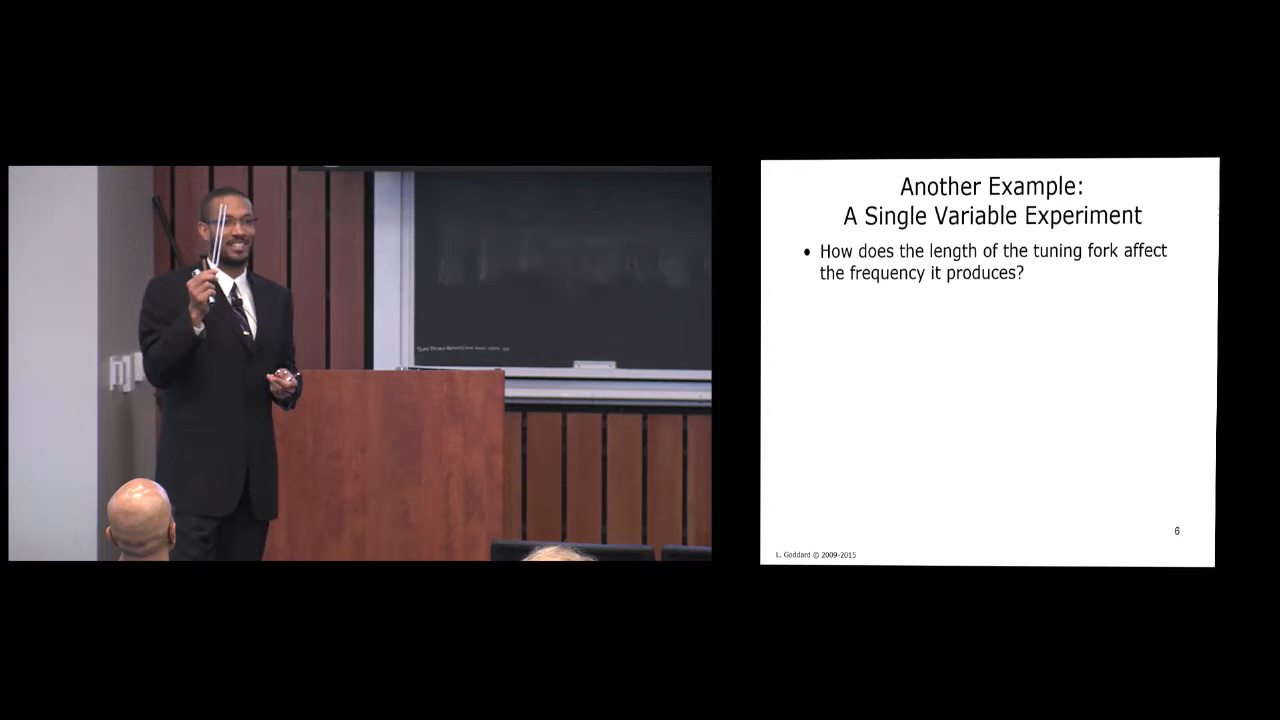 Another Example:
A Single Variable Experiment
• How does the length of the tuning fork affect
the frequency it produces?
6
L. Goddard © 2009-2015